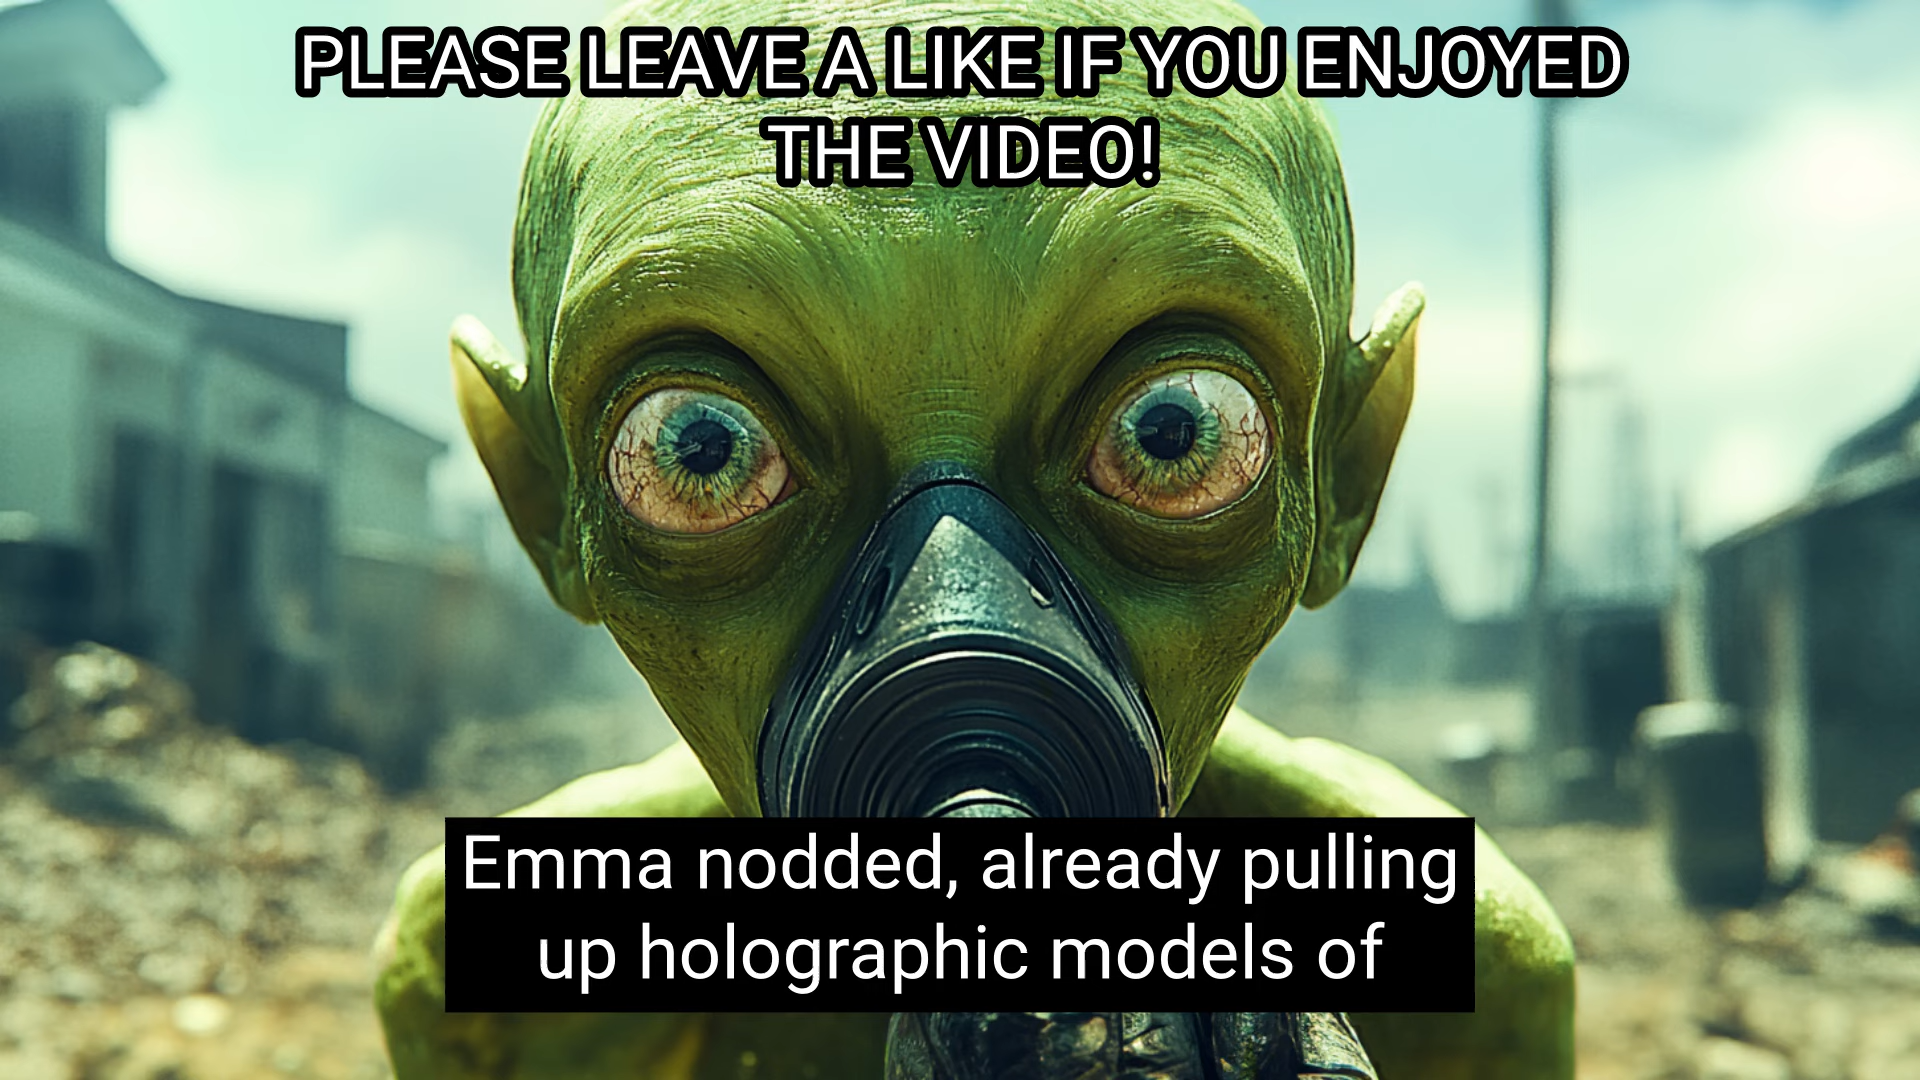 PLEASE LEAVE A LIKE IF YOU ENJOYED
THE VIDEO!
Emma nodded, already pulling
up holographic models of